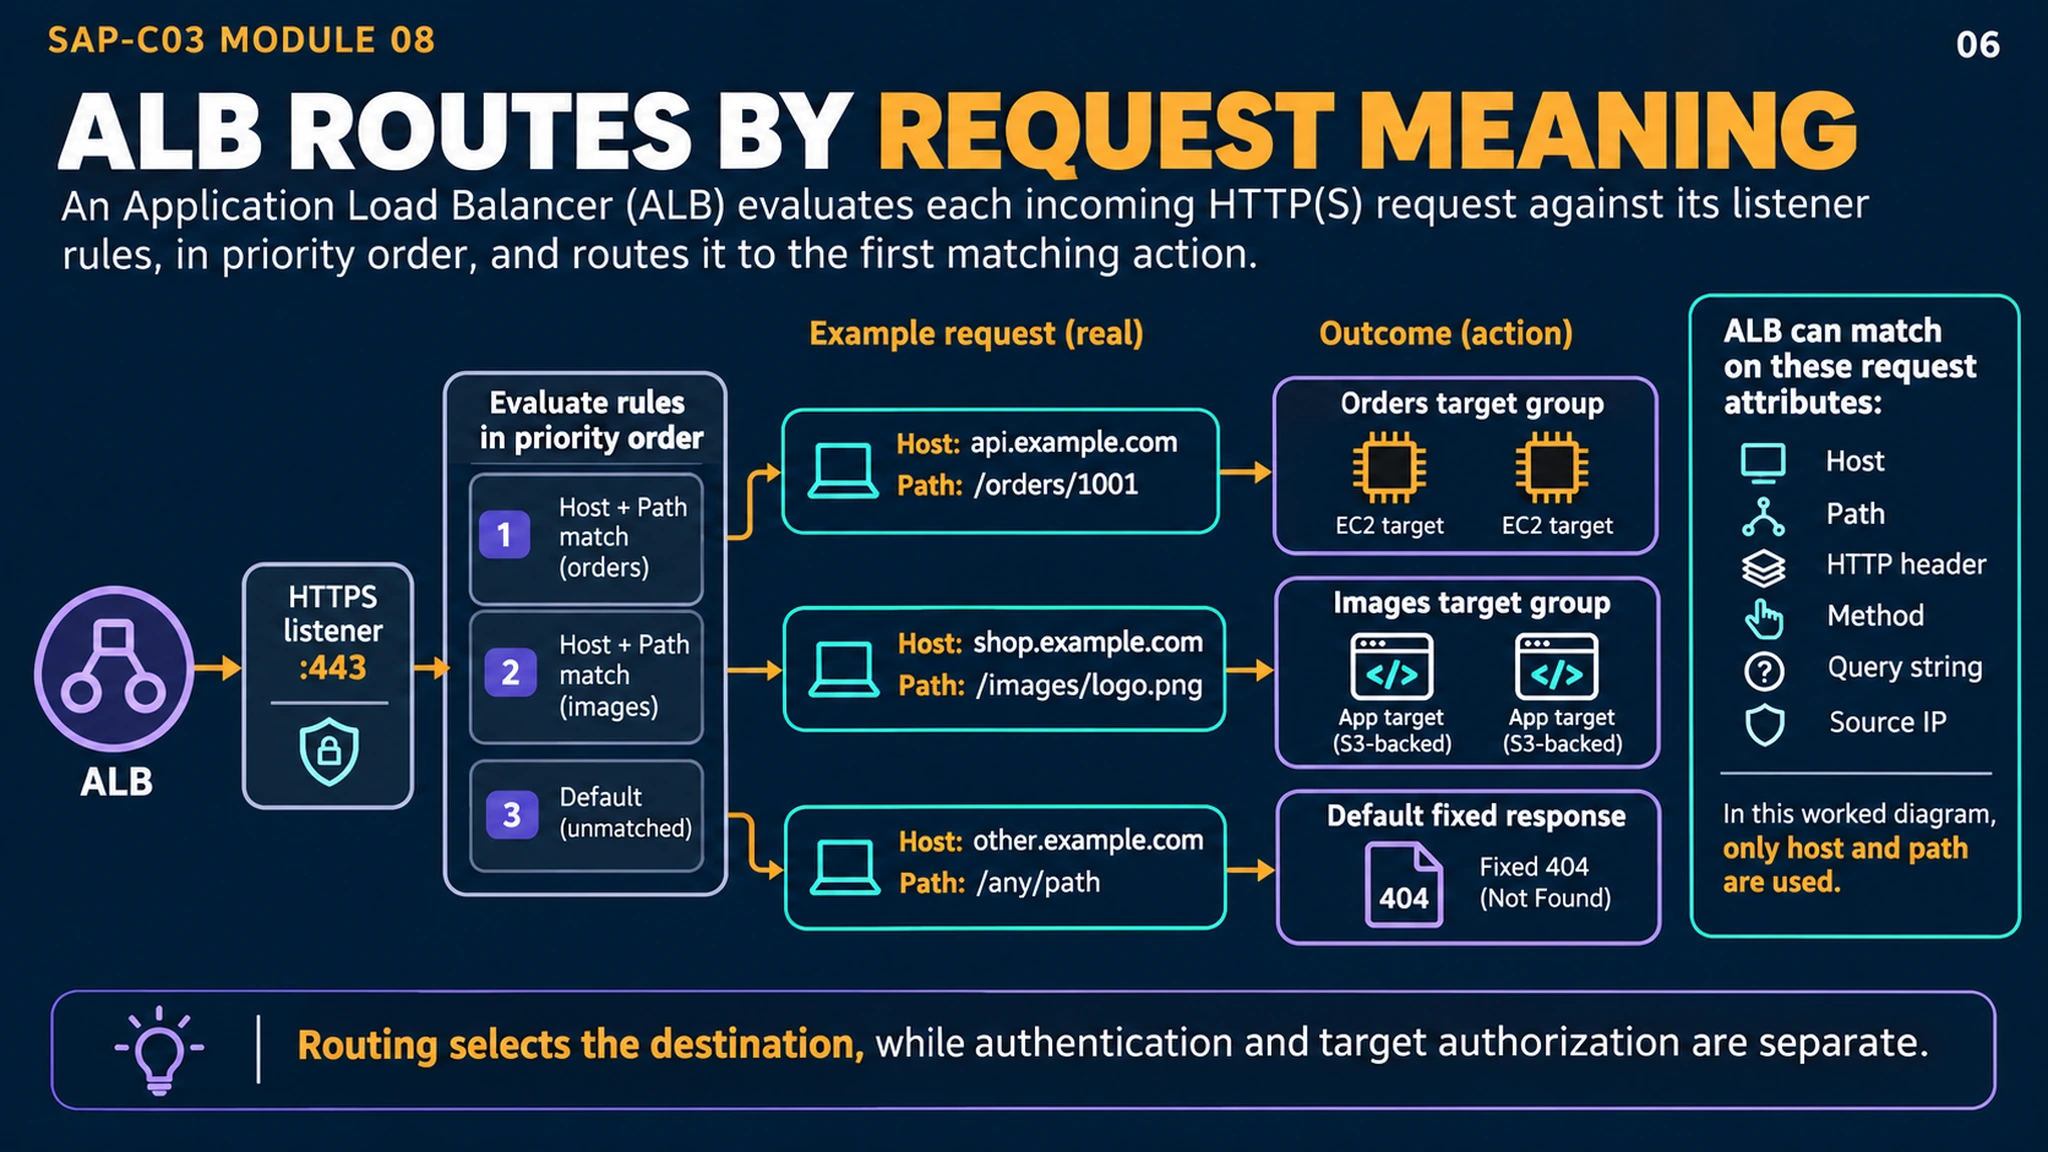 SAP-C03 MODULE 08
06
ALB ROUTES BY REQUEST MEANING
An Application Load Balancer (ALB) evaluates each incoming HTTP(S) request against its listener
rules, in priority order, and routes it to the first matching action.
ALB
HTTPS
listener
:443
Evaluate rules
in priority order
1
Host + Path
match
(orders)
2
Host + Path
match
(images)
3
Default
(unmatched)
Example request (real)
Host: api.example.com
Path: /orders/1001
Host: shop.example.com
Path: /images/logo.png
Host: other.example.com
Path: /any/path
Outcome (action)
Orders target group
EC2 target
EC2 target
Images target group
</>
</>
App target
(S3-backed)
App target
(S3-backed)
Default fixed response
404
Fixed 404
(Not Found)
ALB can match
on these request
attributes:
Host
Path
HTTP header
Method
?
Query string
Source IP
In this worked diagram,
only host and path
are used.
Routing selects the destination, while authentication and target authorization are separate.